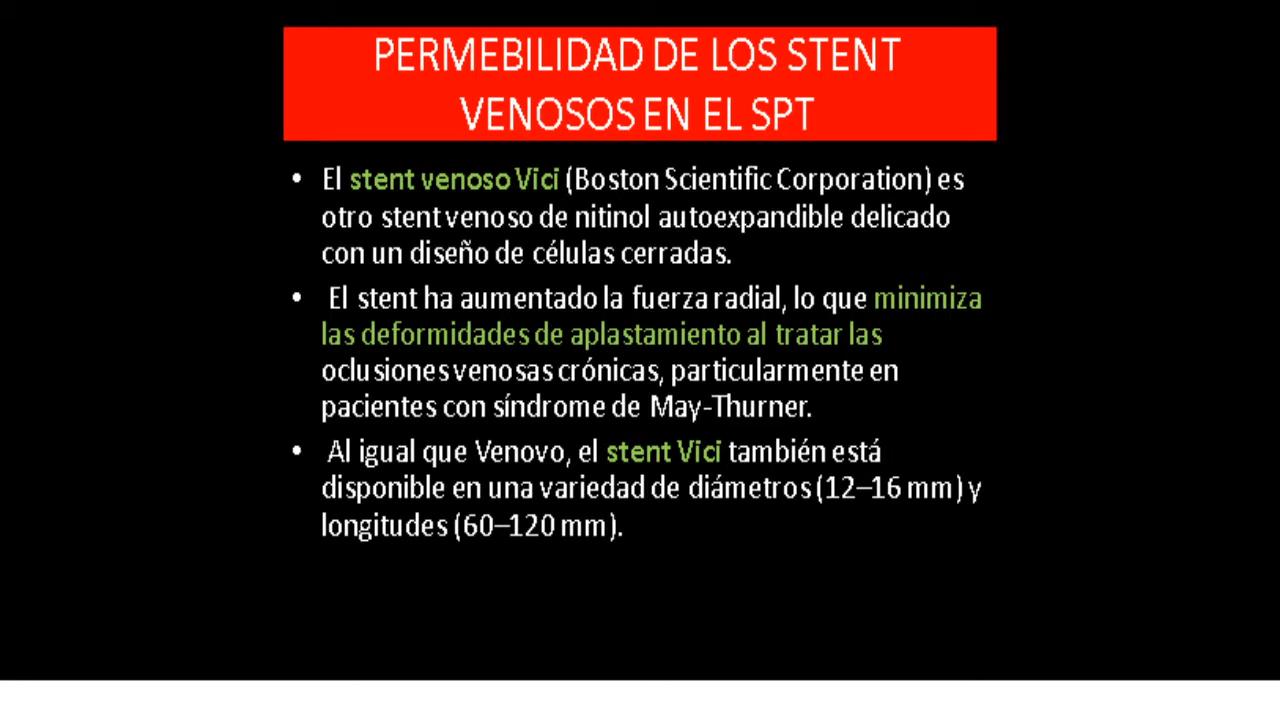 PERMEBILIDAD DE LOS STENT
VENOSOS EN EL SPT
• El stent venoso Vici (Boston Scientific Corporation) es
otro stent venoso de nitinol autoexpandible delicado
con un diseño de células cerradas.
• El stent ha aumentado la fuerza radial, lo que minimiza
las deformidades de aplastamiento al tratar las
oclusiones venosas crónicas, particularmente en
pacientes con síndrome de May-Thurner.
• Al igual que Venovo, el stent Vici también está
disponible en una variedad de diámetros (12–16 mm) y
longitudes (60–120 mm).